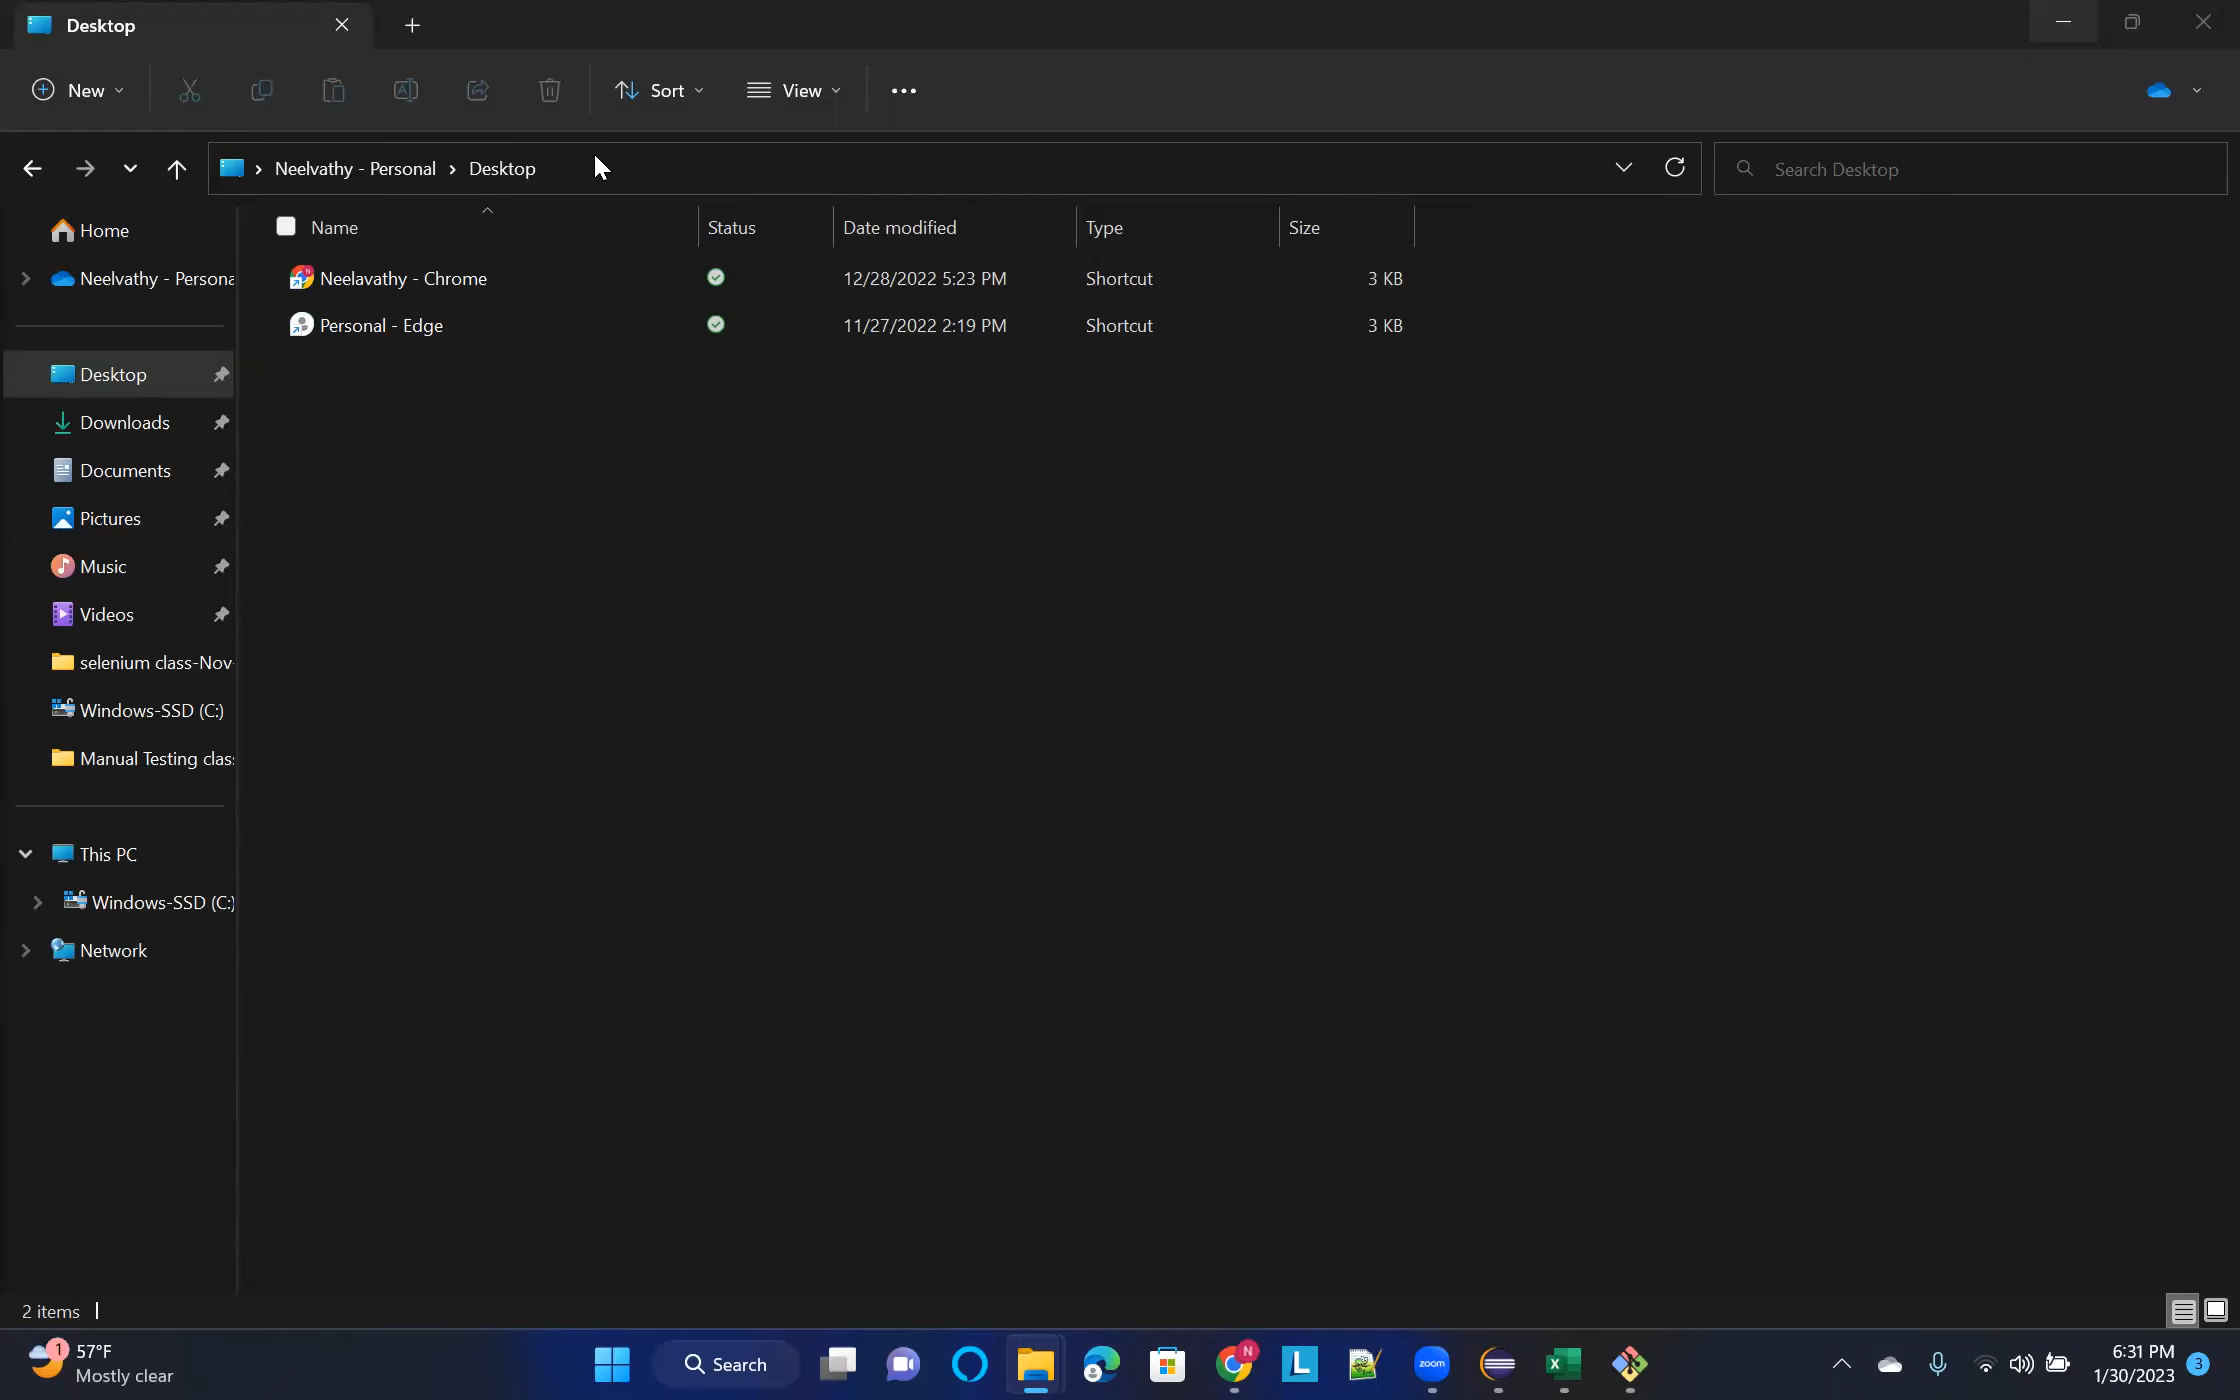 Desktop
New
Sort
View
Neelvathy - Personal > Desktop
Search Desktop
Name Status Date modified Type Size
Neelavathy - Chrome 12/28/2022 5:23 PM Shortcut 3 KB
Personal - Edge 11/27/2022 2:19 PM Shortcut 3 KB
Home
Neelvathy - Persona
Desktop
Downloads
Documents
Pictures
Music
Videos
selenium class-Nov-
Windows-SSD (C:)
Manual Testing clas
This PC
Windows-SSD (C:)
Network
2 items
1
57°F
Mostly clear
Search
N
L
zoom
X
6:31 PM
1/30/2023
3